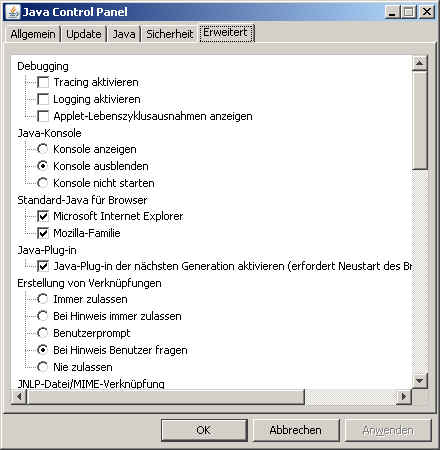 Java Control Panel
Allgemein Update Java Sicherheit Erweitert
Debugging
Tracing aktivieren
Logging aktivieren
Applet-Lebenszyklusausnahmen anzeigen
Java-Konsole
Konsole anzeigen
Konsole ausblenden
Konsole nicht starten
Standard-Java für Browser
Microsoft Internet Explorer
Mozilla-Familie
Java-Plug-in
Java-Plug-in der nächsten Generation aktivieren (erfordert Neustart des Br
Erstellung von Verknüpfungen
Immer zulassen
Bei Hinweis immer zulassen
Benutzerprompt
Bei Hinweis Benutzer fragen
Nie zulassen
JNLP-Datei/MIME-Verknüpfung
OK Abbrechen Anwenden